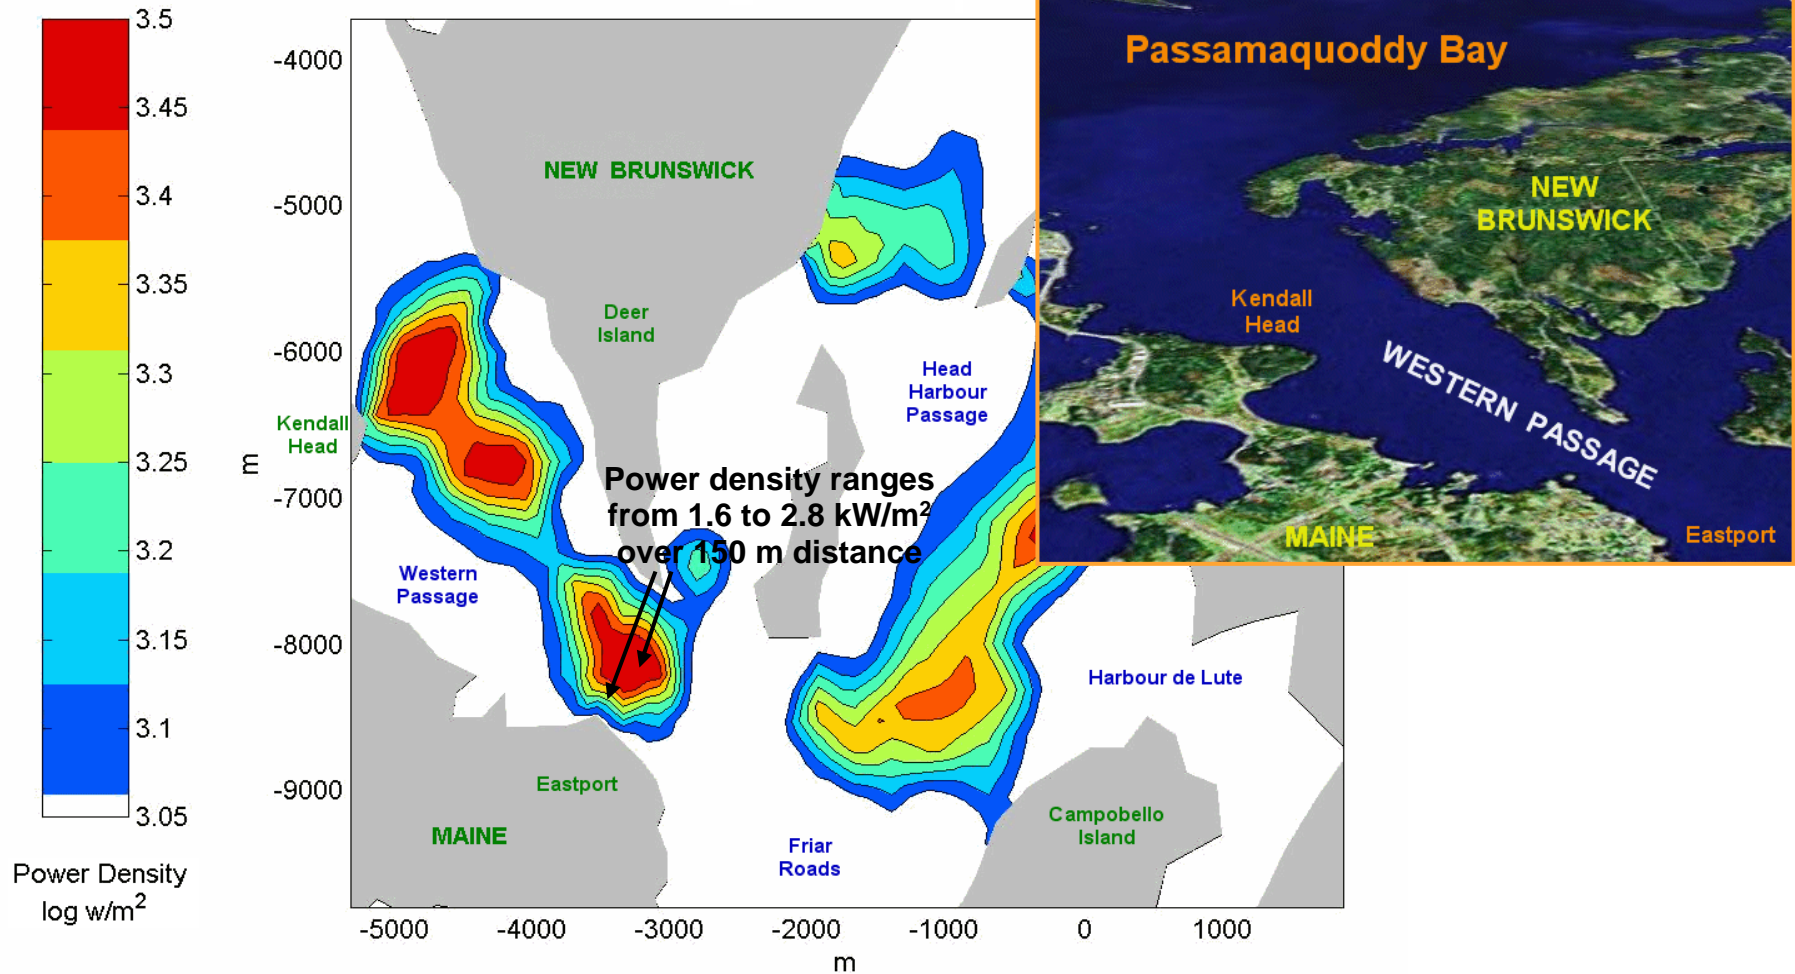 3.5
3.45
3.4
3.35
3.3
3.25
3.2
3.15
3.1
3.05
Power Density
log w/m²
-4000
-5000
-6000
-7000
-8000
-9000
m
-5000
-4000
-3000
-2000
-1000
0
1000
m
NEW BRUNSWICK
Deer
Island
Head
Harbour
Passage
Kendall
Head
Power density ranges
from 1.6 to 2.8 kW/m²
over 150 m distance
Western
Passage
Harbour de Lute
Eastport
MAINE
Campobello
Island
Friar
Roads
Passamaquoddy Bay
NEW
BRUNSWICK
Kendall
Head
WESTERN PASSAGE
MAINE
Eastport